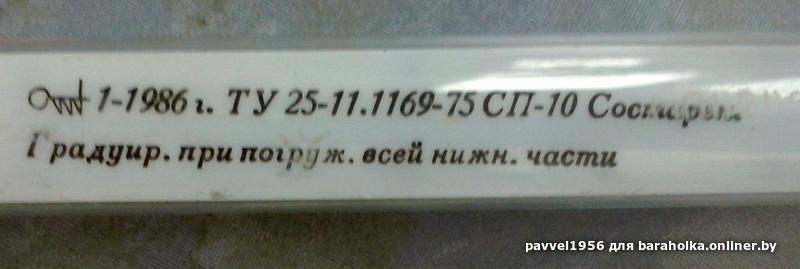 1-1986 г. ТУ 25-11.1169-75 СП-10 Состарен.
Градуир. при погруж. всей нижн. части
pavvel1956 для baraholka.onliner.by